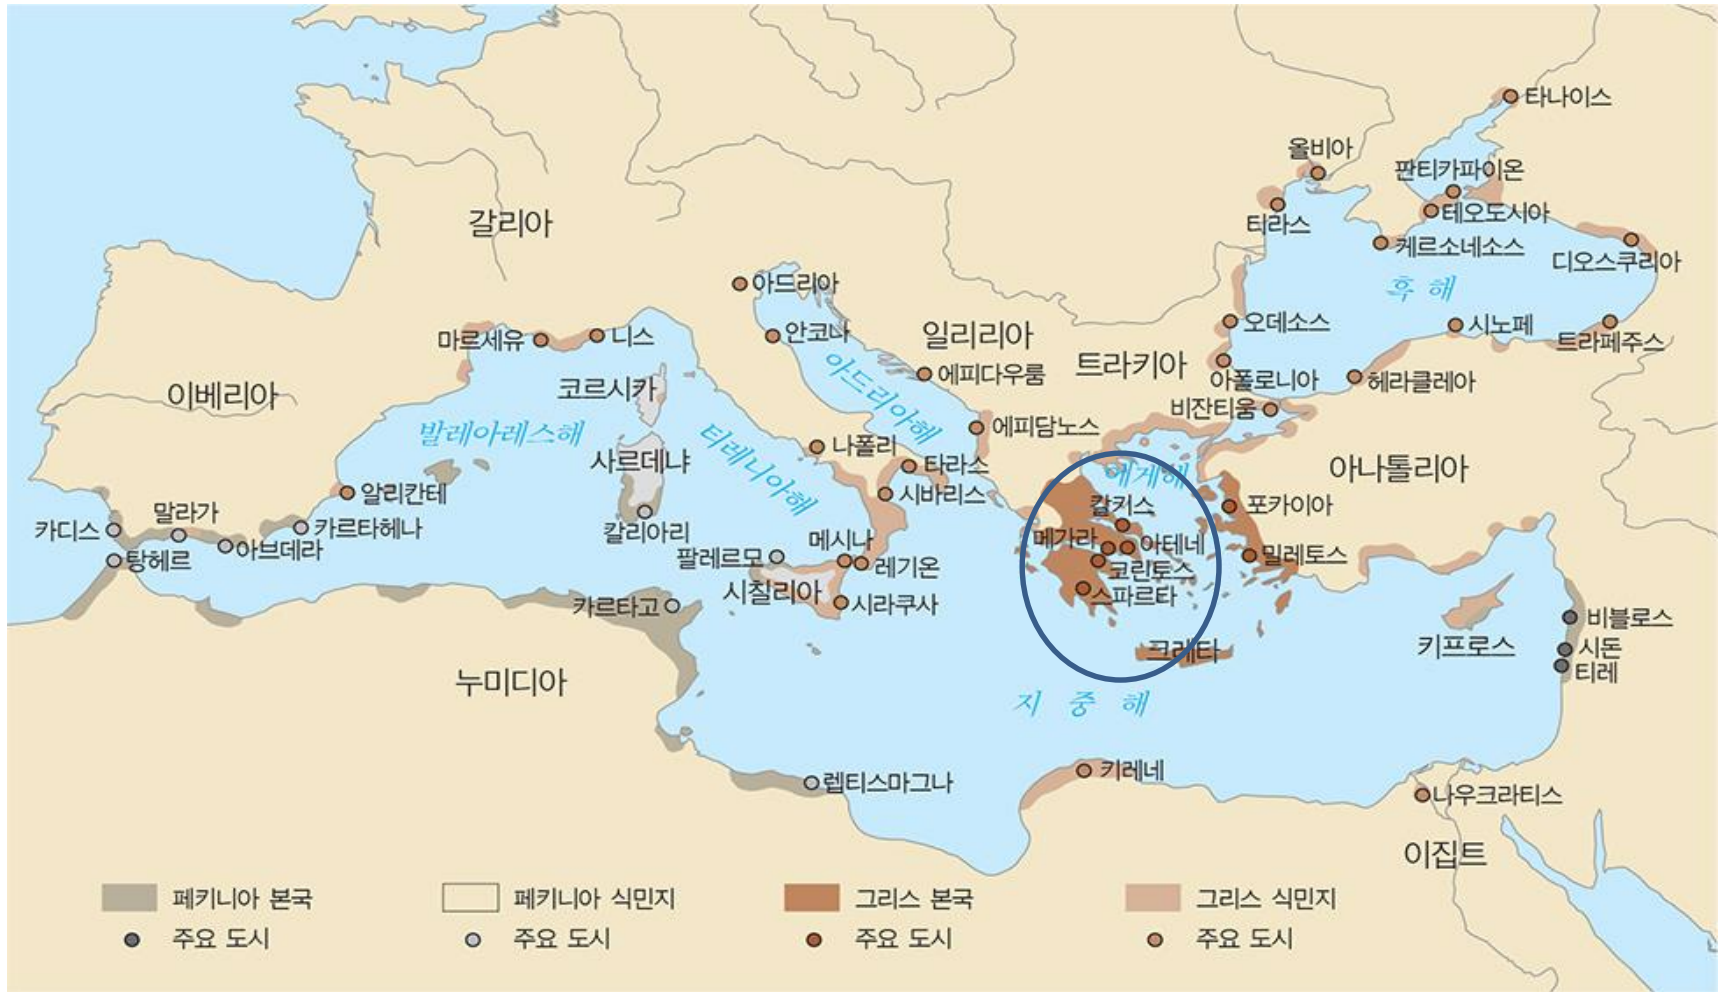 타나이스
올비아
판티카파이온
티라스
테오도시아
케르소네소스
디오스쿠리아
갈리아
흑 해
아드리아
마르세유
니스
안코나
일리리아
오데소스
시노페
트라페주스
이베리아
코르시카
아드리아해
에피다우룸
트라키아
아폴로니아
헤라클레아
비잔티움
발레아레스해
티레니아해
에피담노스
나폴리
사르데냐
타라스
에게해
아나톨리아
알리칸테
시바리스
칼키스
포카이아
카디스
말라가
카르타헤나
칼리아리
메시나
메가라
아테네
아브데라
탕헤르
팔레르모
레기온
코린토스
밀레토스
시칠리아
시라쿠사
스파르타
카르타고
비블로스
크레타
키프로스
시돈
티레
누미디아
지 중 해
키레네
렙티스마그나
나우크라티스
이집트
페키니아 본국
페키니아 식민지
그리스 본국
그리스 식민지
주요 도시
주요 도시
주요 도시
주요 도시